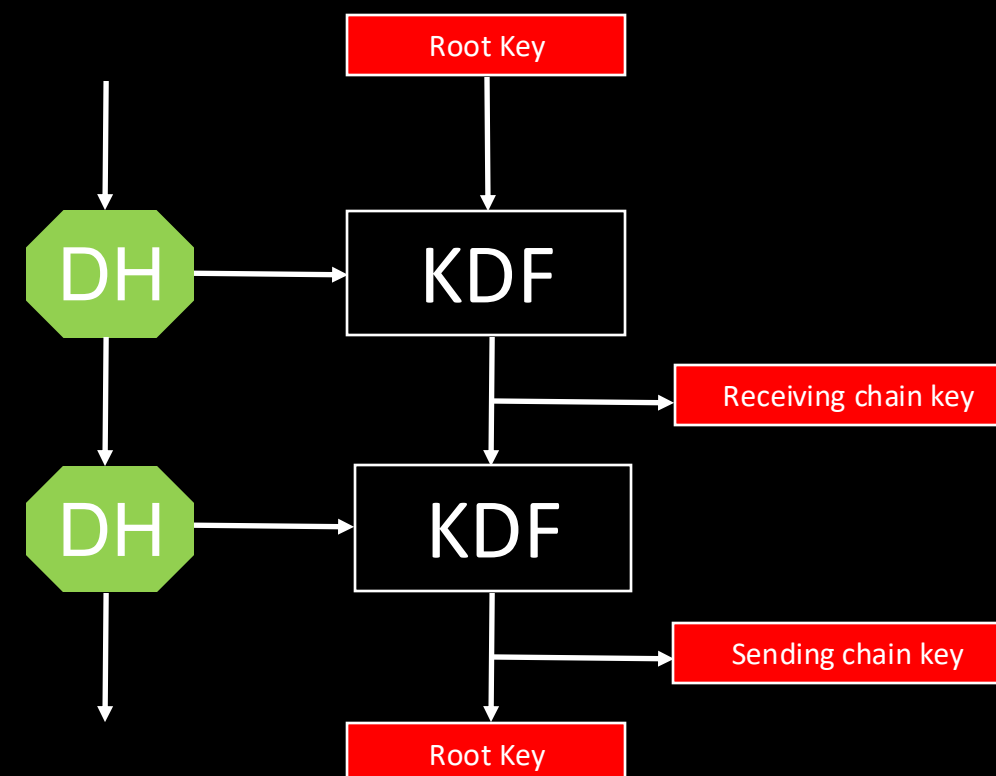 Root Key
DH
KDF
Receiving chain key
DH
KDF
Sending chain key
Root Key